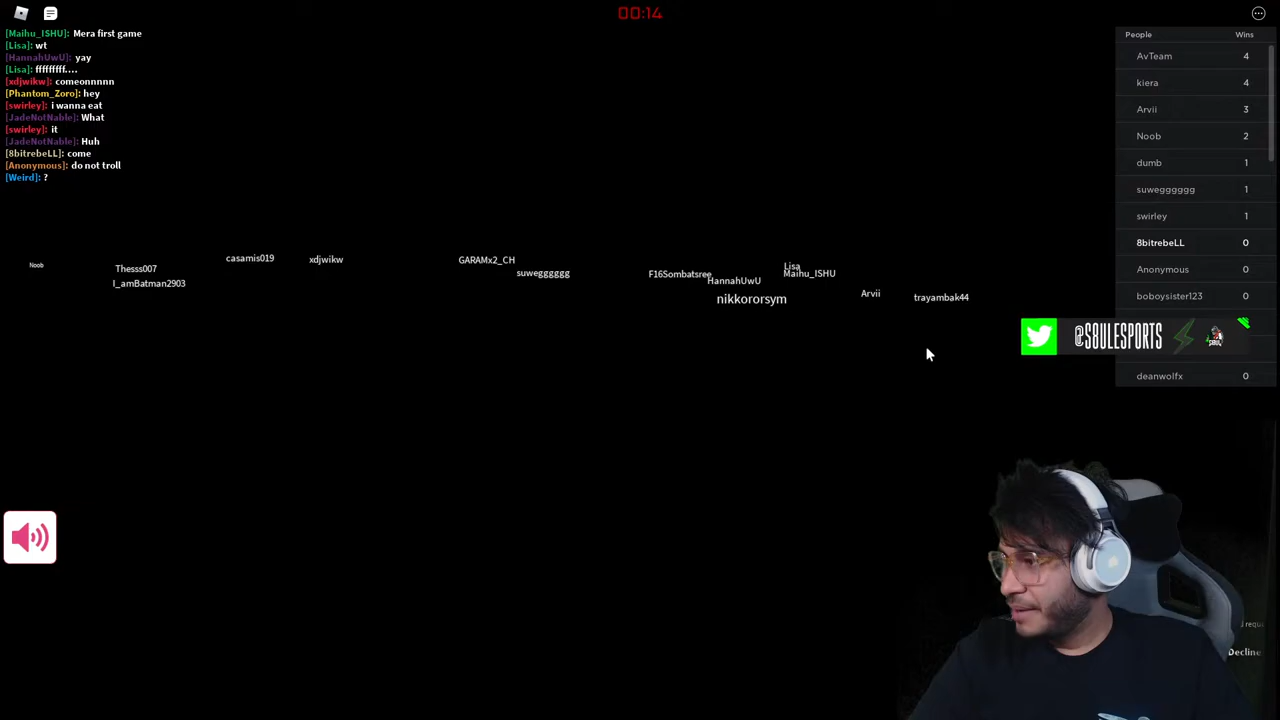 00:14
[Maihu_ISHU]: Mera first game
[Lisa]: wt
[HannahUwU]: yay
[Lisa]: fffffffff....
[xdjwikw]: comeonnnnn
[Phantom_Zoro]: hey
[swirley]: i wanna eat
[JadeNotNable]: What
[swirley]: it
[JadeNotNable]: Huh
[8bitrebeLL]: come
[Anonymous]: do not troll
[Weird]: ?
People Wins
AvTeam 4
kiera 4
Arvii 3
Noob 2
dumb 1
suwegggggg 1
swirley 1
8bitrebeLL 0
Anonymous 0
boboysister123 0
deanwolfx 0
Noob
Thesss007
I_amBatman2903
casamis019
xdjwikw
GARAMx2_CH
suwegggggg
F16Sombatsree
HannahUwU
nikkororsym
Lisa
Maihu_ISHU
Arvii
trayambak44
@S8ULESPORTS
Decline